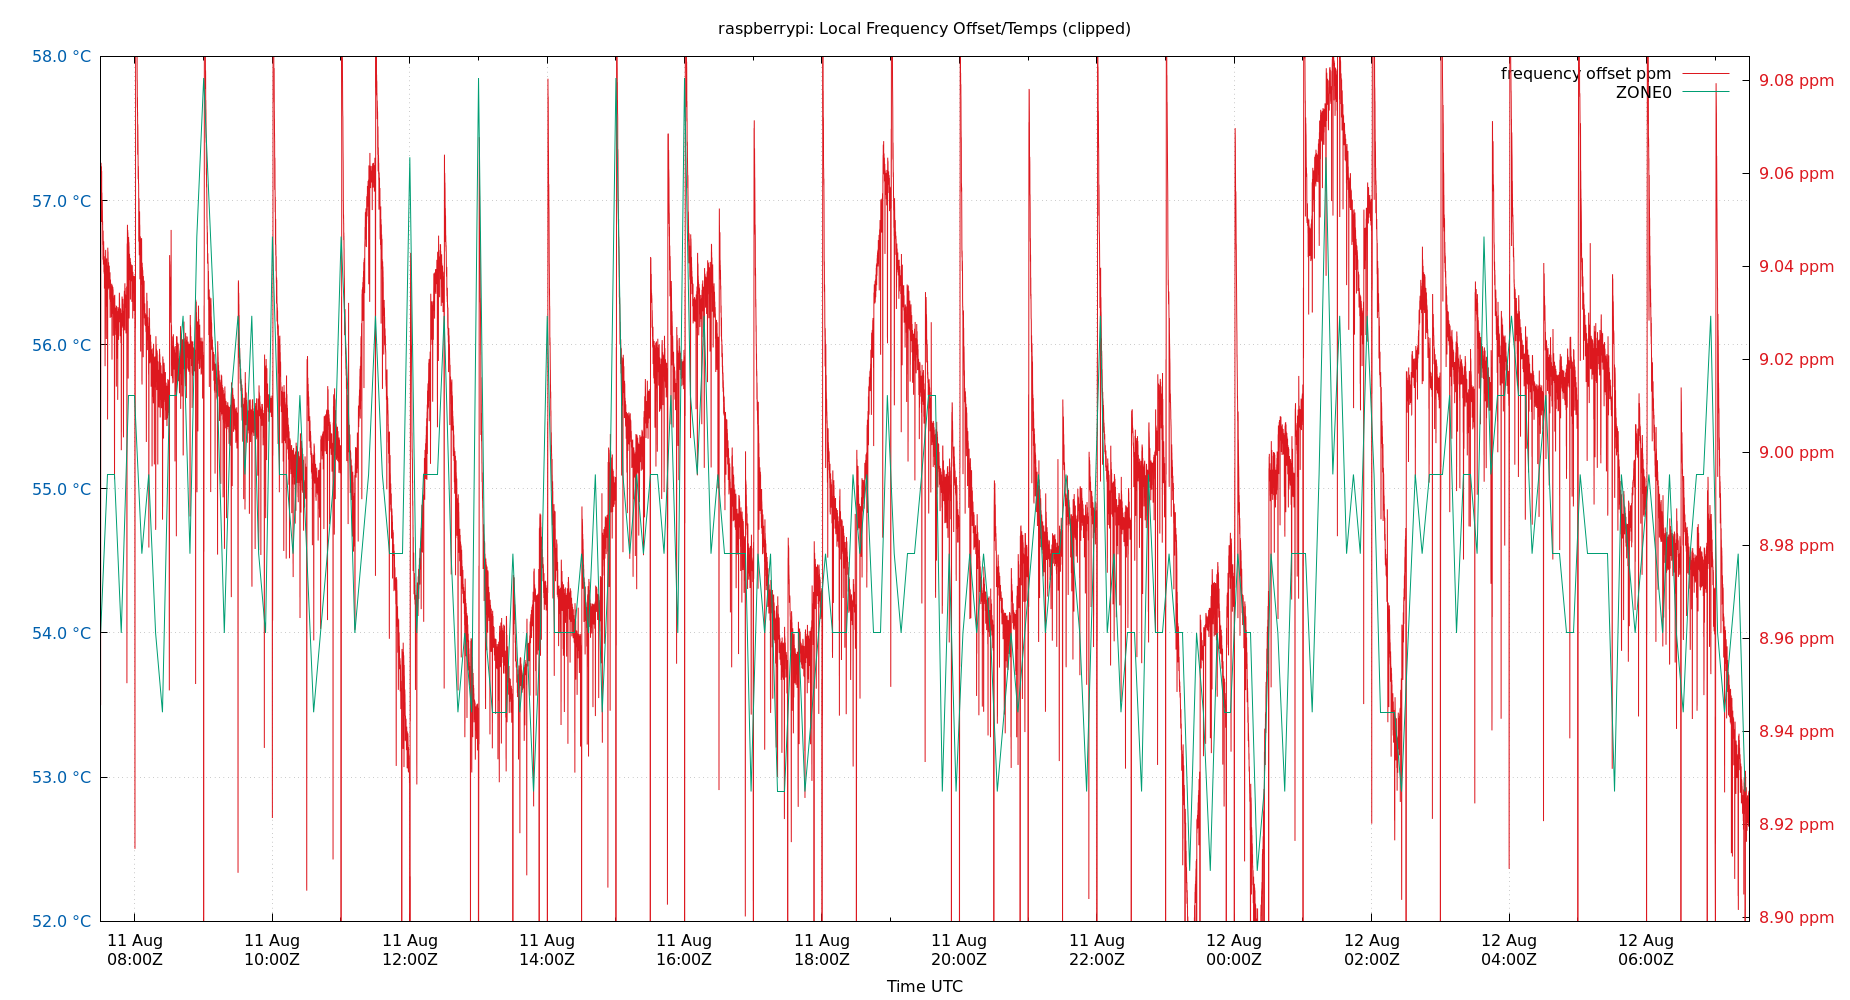 raspberrypi: Local Frequency Offset/Temps (clipped)
frequency offset ppm
ZONE0
58.0 °C
57.0 °C
56.0 °C
55.0 °C
54.0 °C
53.0 °C
52.0 °C
9.08 ppm
9.06 ppm
9.04 ppm
9.02 ppm
9.00 ppm
8.98 ppm
8.96 ppm
8.94 ppm
8.92 ppm
8.90 ppm
11 Aug 11 Aug 11 Aug 11 Aug 11 Aug 11 Aug 11 Aug 11 Aug 12 Aug 12 Aug 12 Aug 12 Aug
08:00Z 10:00Z 12:00Z 14:00Z 16:00Z 18:00Z 20:00Z 22:00Z 00:00Z 02:00Z 04:00Z 06:00Z
Time UTC